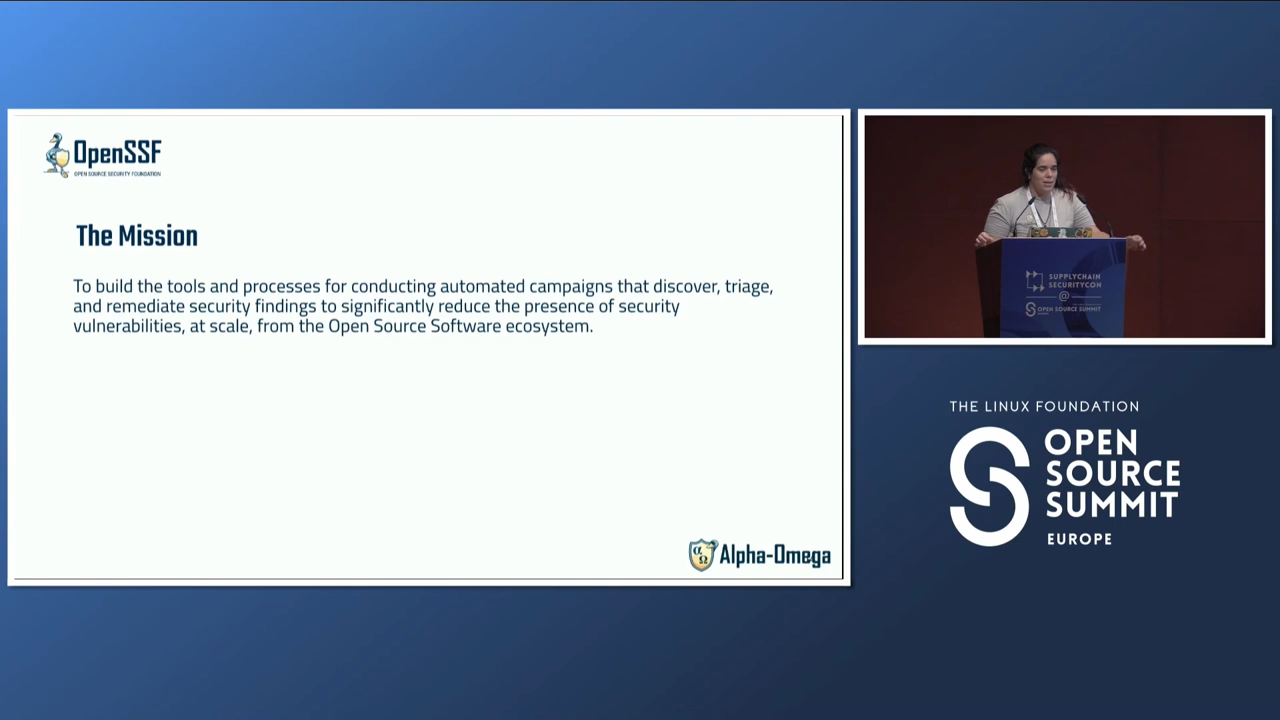 OpenSSF
OPEN SOURCE SECURITY FOUNDATION
The Mission
To build the tools and processes for conducting automated campaigns that discover, triage,
and remediate security findings to significantly reduce the presence of security
vulnerabilities, at scale, from the Open Source Software ecosystem.
αΩ
Alpha-Omega
SUPPLYCHAIN
SECURITYCON
@
OPEN SOURCE SUMMIT
THE LINUX FOUNDATION
OPEN
SOURCE
SUMMIT
EUROPE